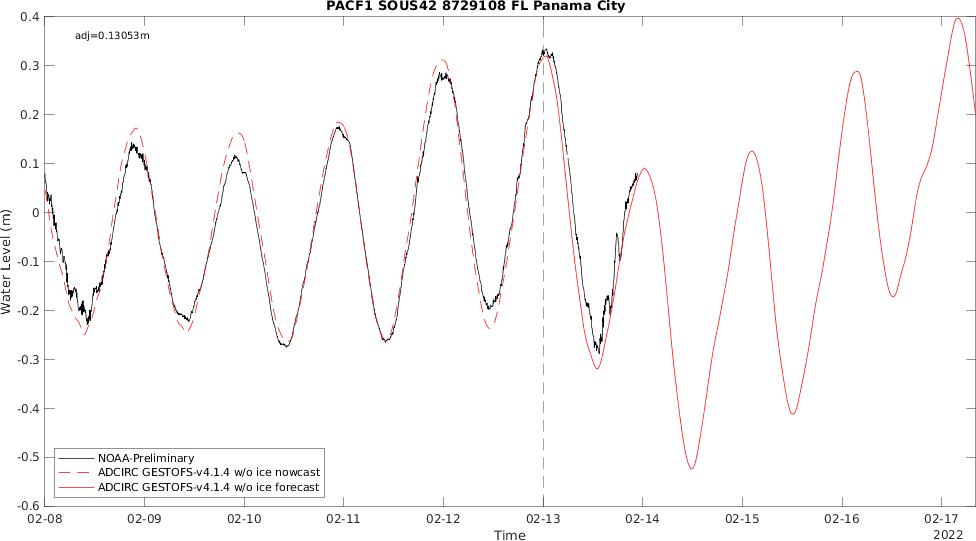 PACF1 SOUS42 8729108 FL Panama City
adj=0.13053m
0.4
0.3
0.2
0.1
0
-0.1
-0.2
-0.3
-0.4
-0.5
-0.6
Water Level (m)
NOAA-Preliminary
ADCIRC GESTOFS-v4.1.4 w/o ice nowcast
ADCIRC GESTOFS-v4.1.4 w/o ice forecast
02-08 02-09 02-10 02-11 02-12 02-13 02-14 02-15 02-16 02-17
Time
2022